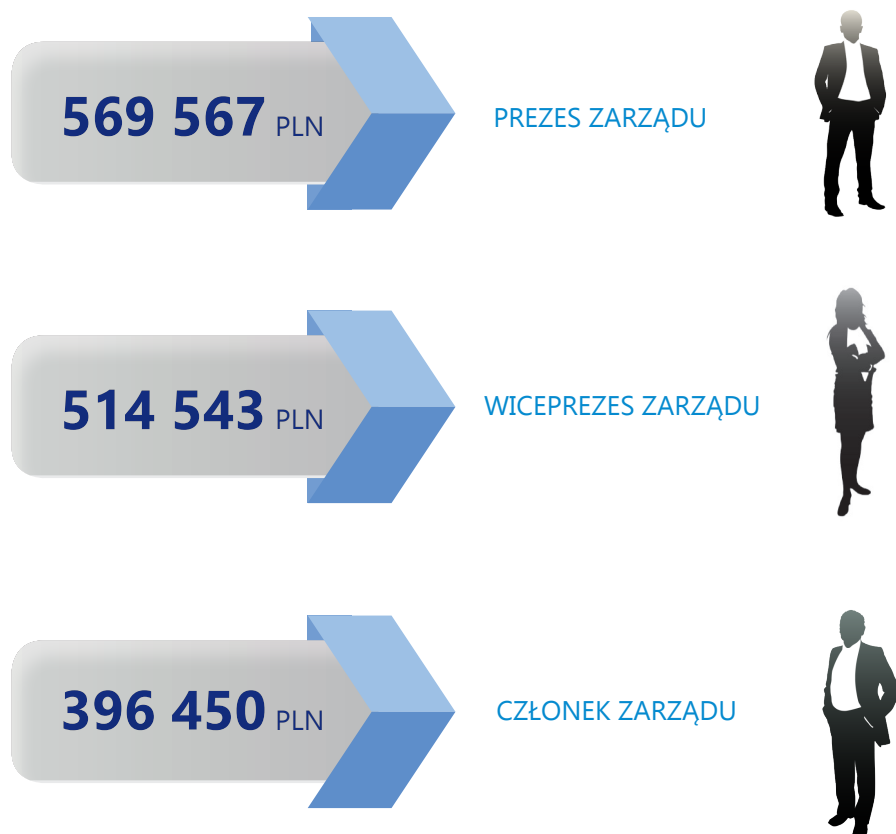 569 567 PLN
PREZES ZARZĄDU
514 543 PLN
WICEPREZES ZARZĄDU
396 450 PLN
CZŁONEK ZARZĄDU